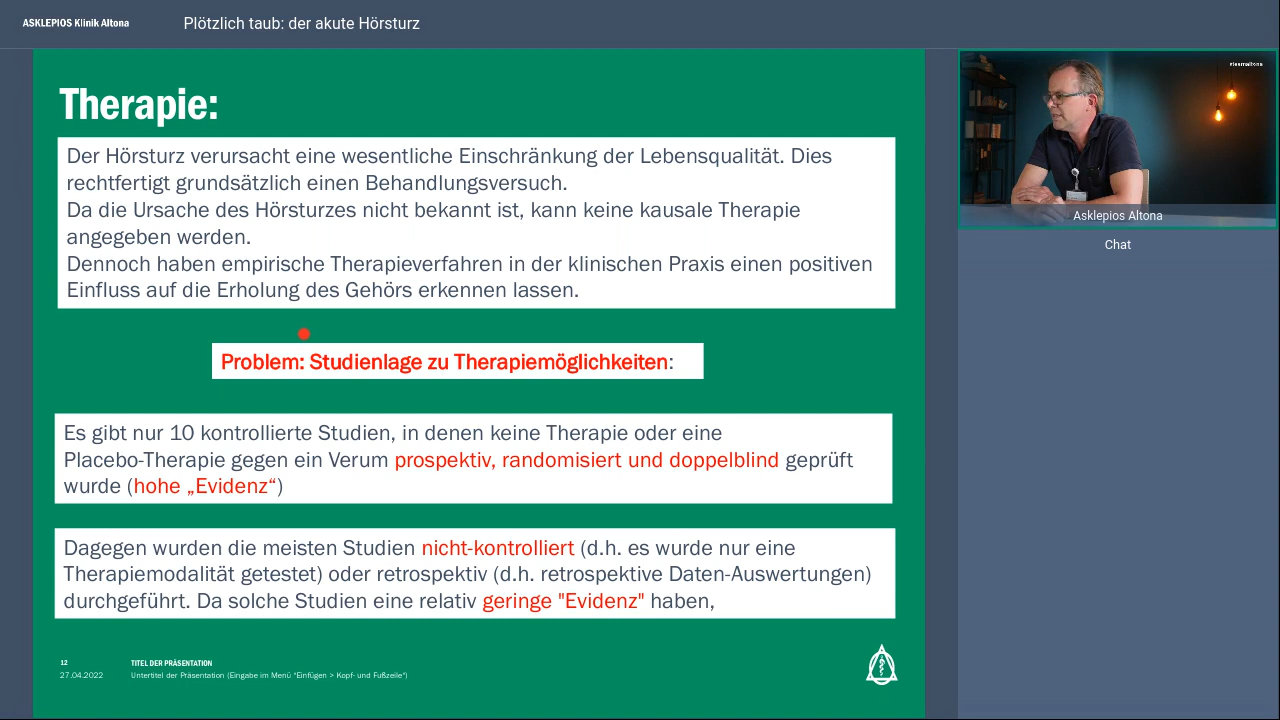 ASKLEPIOS Klinik Altona
Plötzlich taub: der akute Hörsturz
Therapie:
Der Hörsturz verursacht eine wesentliche Einschränkung der Lebensqualität. Dies
rechtfertigt grundsätzlich einen Behandlungsversuch.
Da die Ursache des Hörsturzes nicht bekannt ist, kann keine kausale Therapie
angegeben werden.
Dennoch haben empirische Therapieverfahren in der klinischen Praxis einen positiven
Einfluss auf die Erholung des Gehörs erkennen lassen.
Problem: Studienlage zu Therapiemöglichkeiten:
Es gibt nur 10 kontrollierte Studien, in denen keine Therapie oder eine
Placebo-Therapie gegen ein Verum prospektiv, randomisiert und doppelblind geprüft
wurde (hohe „Evidenz“)
Dagegen wurden die meisten Studien nicht-kontrolliert (d.h. es wurde nur eine
Therapiemodalität getestet) oder retrospektiv (d.h. retrospektive Daten-Auswertungen)
durchgeführt. Da solche Studien eine relativ geringe "Evidenz" haben,
12
TITEL DER PRÄSENTATION
27.04.2022
Untertitel der Präsentation (Eingabe im Menü "Einfügen > Kopf- und Fußzeile")
#teamaltona
Asklepios Altona
Chat